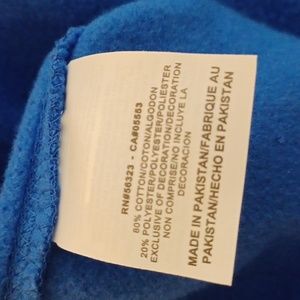 RN#56323 - CA#05553
80% COTTON/COTON/ALGODON
20% POLYESTER/POLYESTER/POLIESTER
EXCLUSIVE OF DECORATION/DECORATION
NON COMPRISE/NO INCLUYE LA
DECORACION
MADE IN PAKISTAN/FABRIQUE AU
PAKISTAN/HECHO EN PAKISTAN